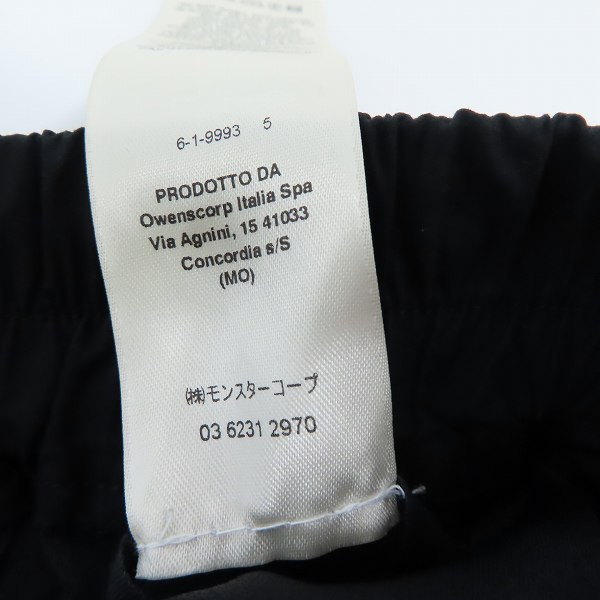 6-1-9993 5
PRODOTTO DA
Owenscorp Italia Spa
Via Agnini, 15 41033
Concordia s/S
(MO)
㈱モンスターコープ
03 6231 2970